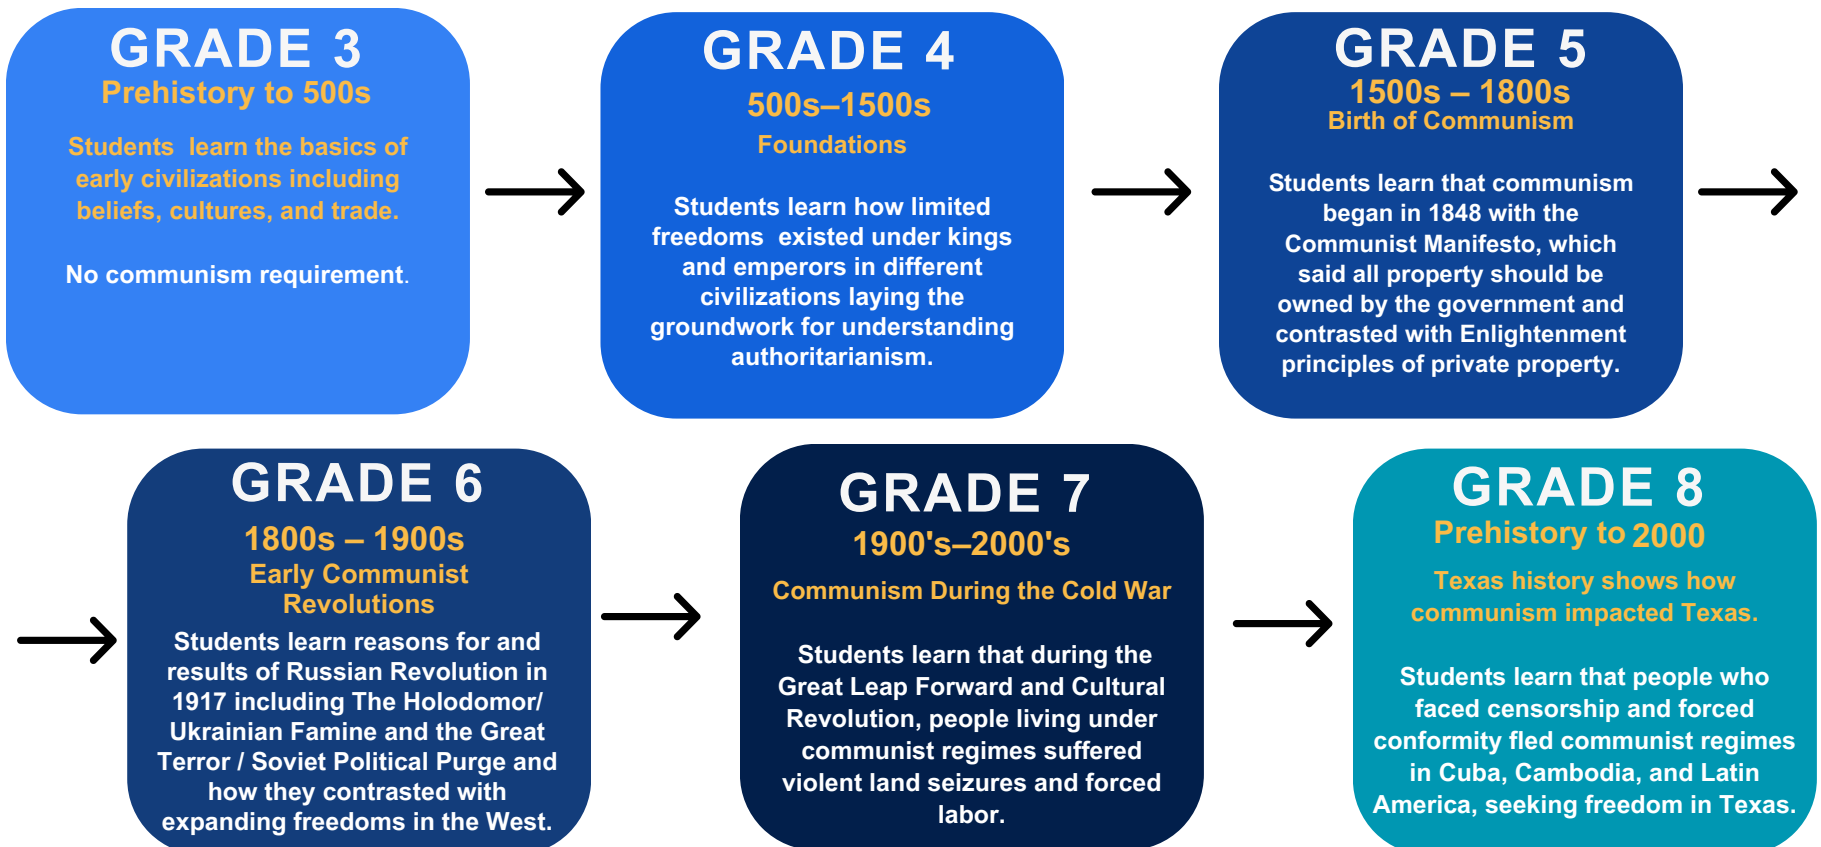 GRADE 3
Prehistory to 500s
Students learn the basics of
early civilizations including
beliefs, cultures, and trade.
No communism requirement.
GRADE 4
500s–1500s
Foundations
Students learn how limited
freedoms existed under kings
and emperors in different
civilizations laying the
groundwork for understanding
authoritarianism.
GRADE 5
1500s – 1800s
Birth of Communism
Students learn that communism
began in 1848 with the
Communist Manifesto, which
said all property should be
owned by the government and
contrasted with Enlightenment
principles of private property.
GRADE 6
1800s – 1900s
Early Communist
Revolutions
Students learn reasons for and
results of Russian Revolution in
1917 including The Holodomor/
Ukrainian Famine and the Great
Terror / Soviet Political Purge and
how they contrasted with
expanding freedoms in the West.
GRADE 7
1900's–2000's
Communism During the Cold War
Students learn that during the
Great Leap Forward and Cultural
Revolution, people living under
communist regimes suffered
violent land seizures and forced
labor.
GRADE 8
Prehistory to 2000
Texas history shows how
communism impacted Texas.
Students learn that people who
faced censorship and forced
conformity fled communist regimes
in Cuba, Cambodia, and Latin
America, seeking freedom in Texas.